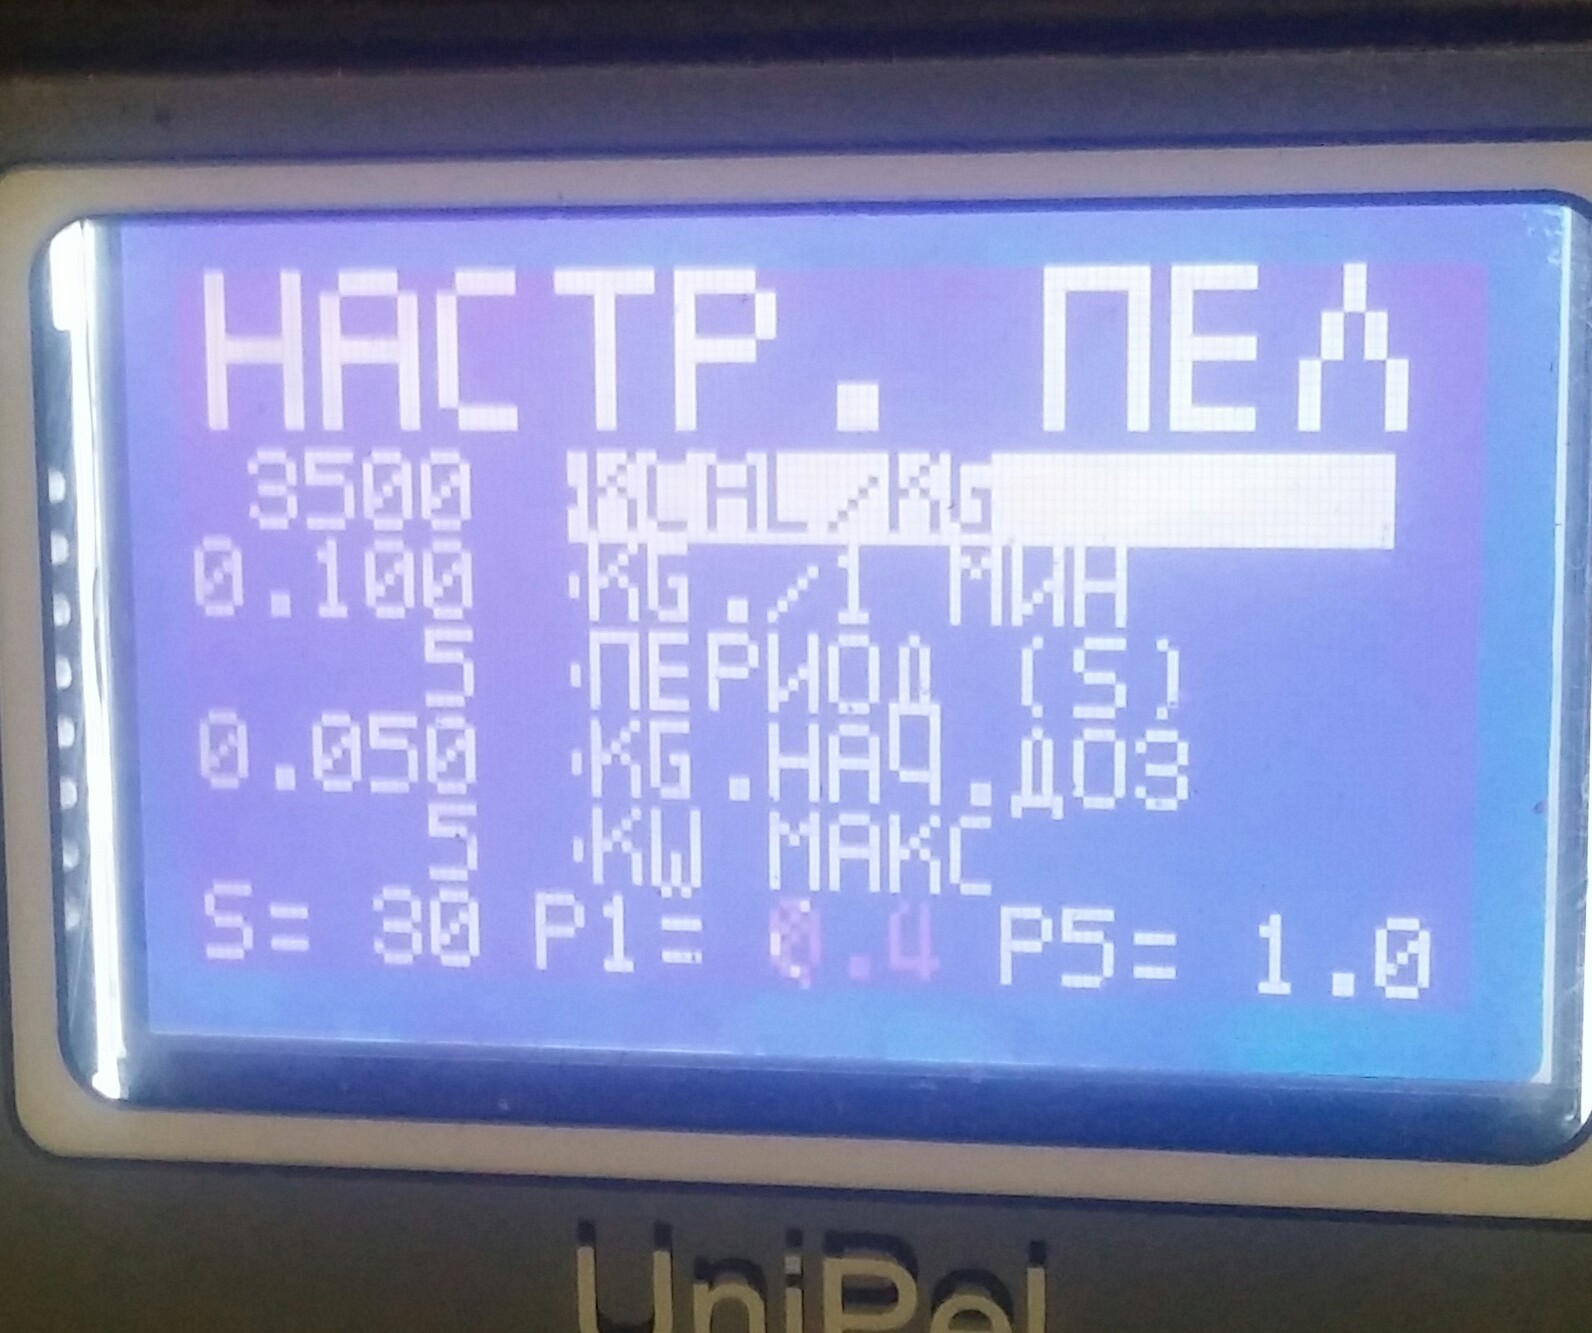 НАСТР. ПЕЛ
3500 :KCAL/KG
0.100 :KG./1 МИН
5 :ПЕРИОД (S)
0.050 :KG.НАЧ.ДОЗ
5 :KW МАКС
S= 30 P1= 0.4 P5= 1.0
UniPel